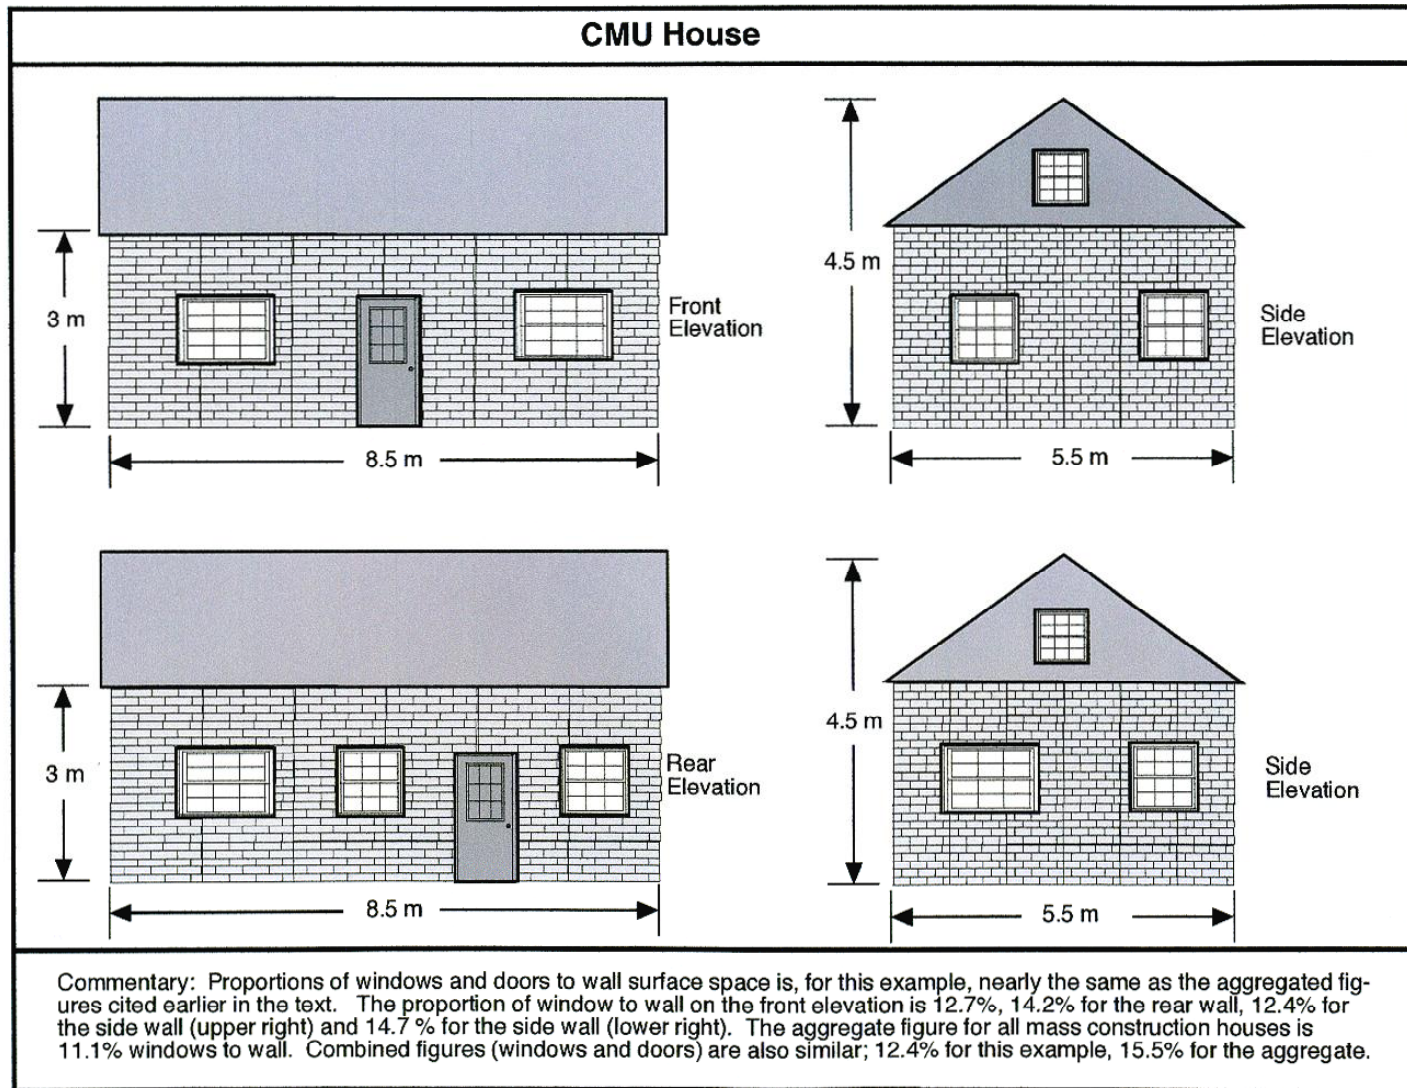 CMU House
3 m
Front
Elevation
8.5 m
4.5 m
Side
Elevation
5.5 m
3 m
Rear
Elevation
8.5 m
4.5 m
Side
Elevation
5.5 m
Commentary: Proportions of windows and doors to wall surface space is, for this example, nearly the same as the aggregated fig-
ures cited earlier in the text. The proportion of window to wall on the front elevation is 12.7%, 14.2% for the rear wall, 12.4% for
the side wall (upper right) and 14.7 % for the side wall (lower right). The aggregate figure for all mass construction houses is
11.1% windows to wall. Combined figures (windows and doors) are also similar; 12.4% for this example, 15.5% for the aggregate.